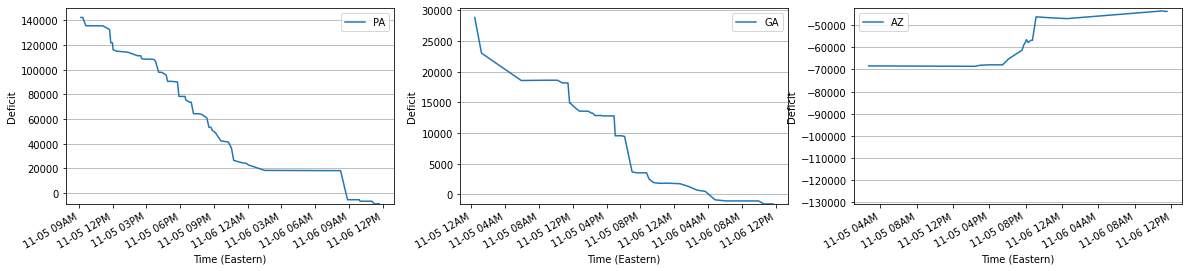 PA
Deficit
140000
120000
100000
80000
60000
40000
20000
0
11-05 09AM
11-05 12PM
11-05 03PM
11-05 06PM
11-05 09PM
11-06 12AM
11-06 03AM
11-06 06AM
11-06 09AM
11-06 12PM
Time (Eastern)
GA
Deficit
30000
25000
20000
15000
10000
5000
0
11-05 12AM
11-05 04AM
11-05 08AM
11-05 12PM
11-05 04PM
11-05 08PM
11-06 12AM
11-06 04AM
11-06 08AM
11-06 12PM
Time (Eastern)
AZ
Deficit
−50000
−60000
−70000
−80000
−90000
−100000
−110000
−120000
−130000
11-05 04AM
11-05 08AM
11-05 12PM
11-05 04PM
11-05 08PM
11-06 12AM
11-06 04AM
11-06 08AM
11-06 12PM
Time (Eastern)